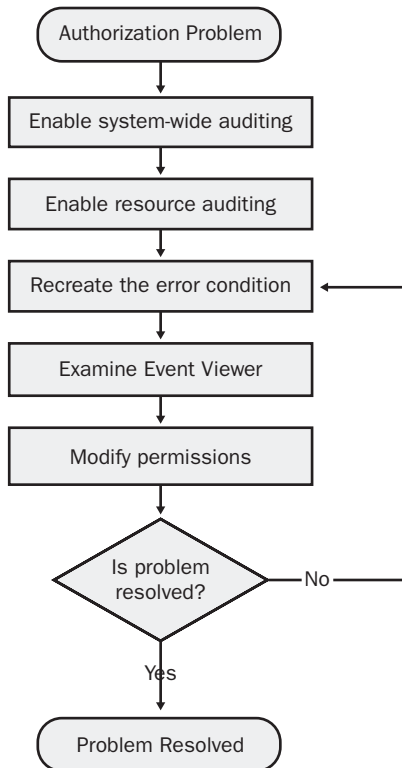 Authorization Problem
Enable system-wide auditing
Enable resource auditing
Recreate the error condition
Examine Event Viewer
Modify permissions
Is problem
resolved?
No
Yes
Problem Resolved